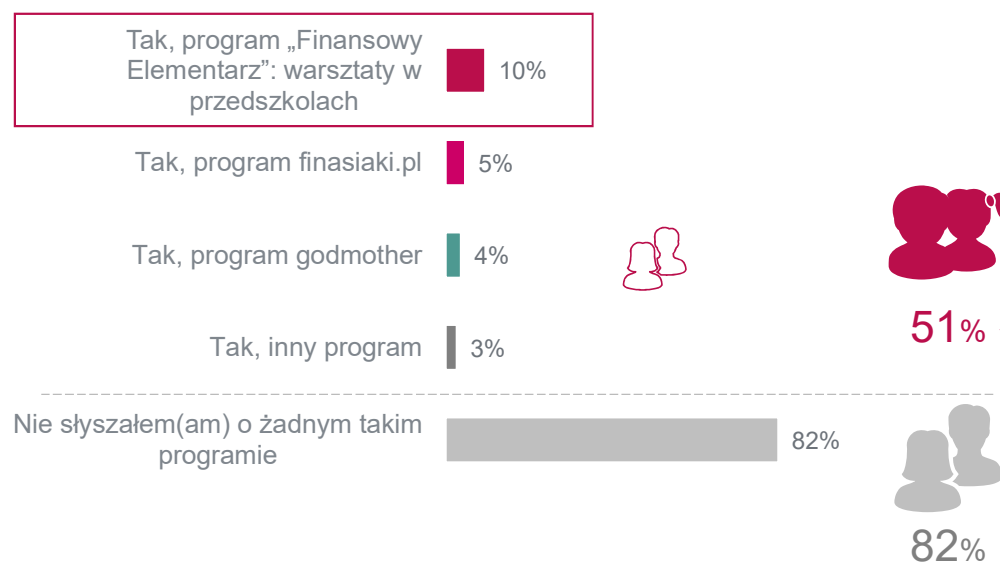 Tak, program „Finansowy
Elementarz”: warsztaty w
przedszkolach
10%
Tak, program finasiaki.pl
5%
Tak, program godmother
4%
51%
Tak, inny program
3%
Nie słyszałem(am) o żadnym takim
programie
82%
82%